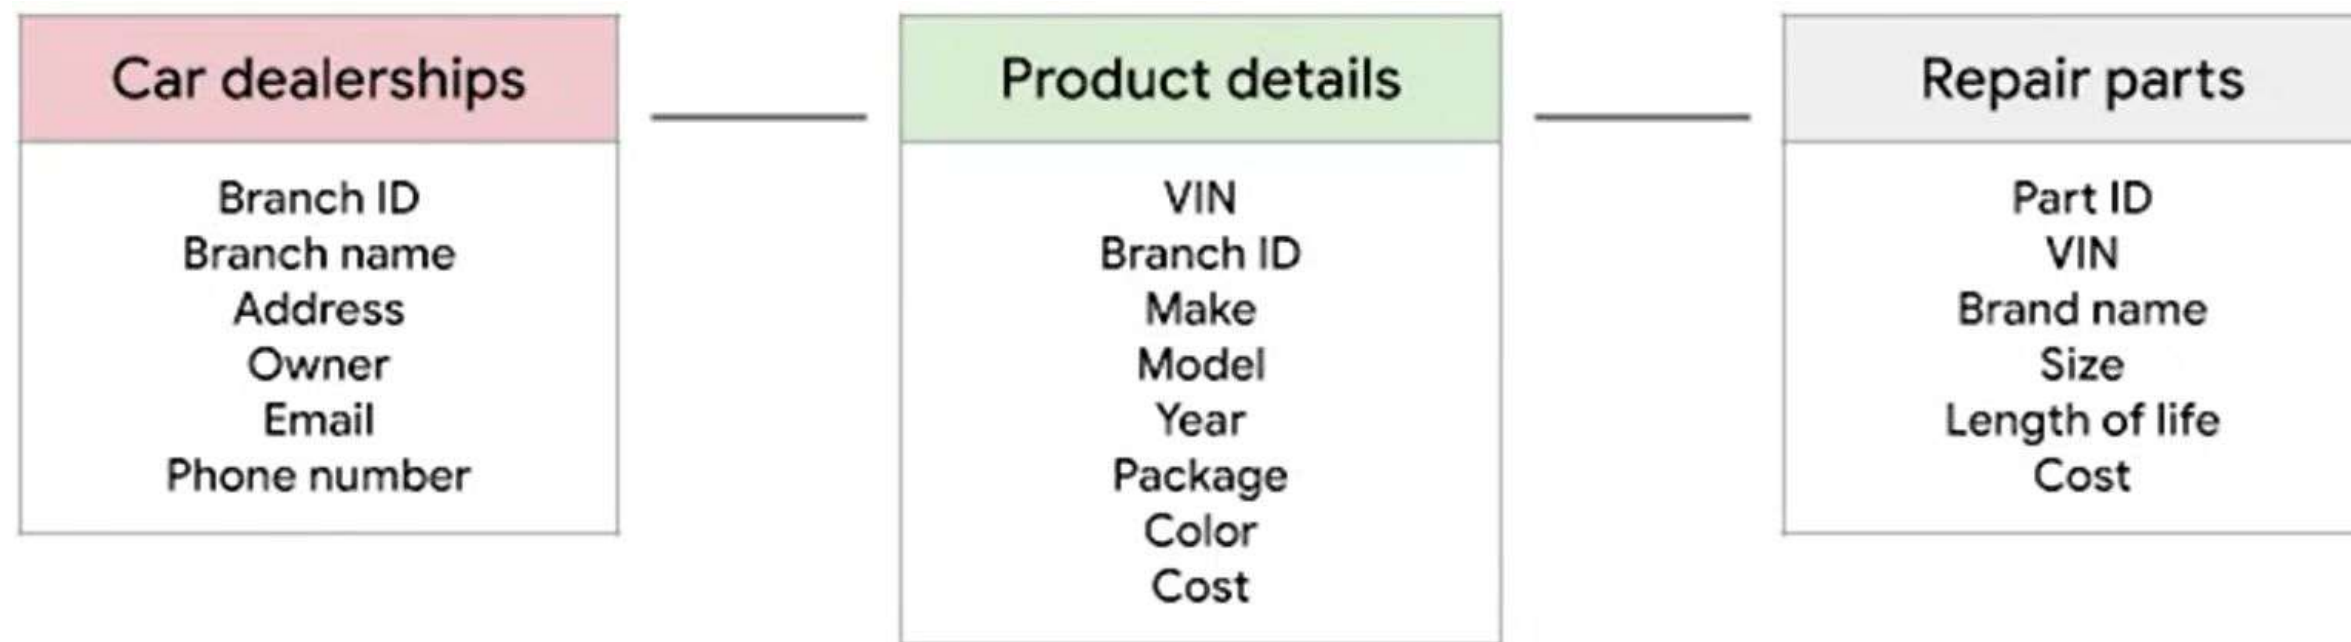 Car dealerships
Branch ID
Branch name
Address
Owner
Email
Phone number
Product details
VIN
Branch ID
Make
Model
Year
Package
Color
Cost
Repair parts
Part ID
VIN
Brand name
Size
Length of life
Cost